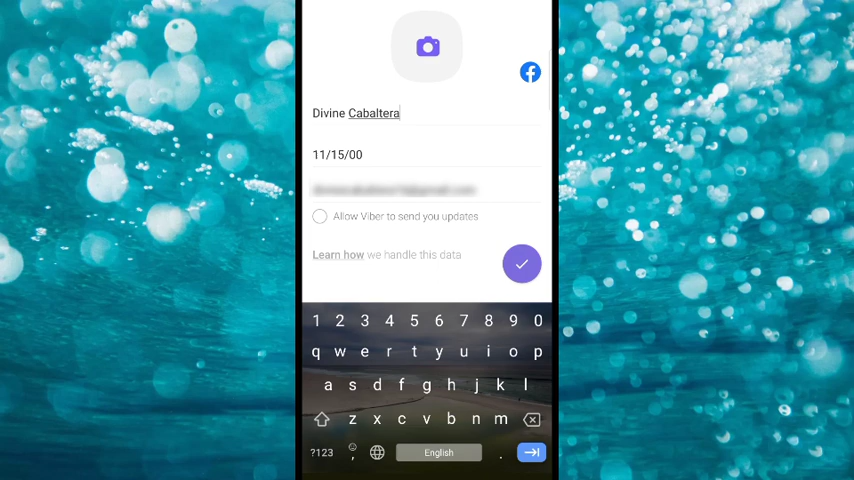 Divine Cabaltera
11/15/00
Allow Viber to send you updates
Learn how we handle this data
1 2 3 4 5 6 7 8 9 0
q w e r t y u i o p
a s d f g h j k l
z x c v b n m
?123 , English .